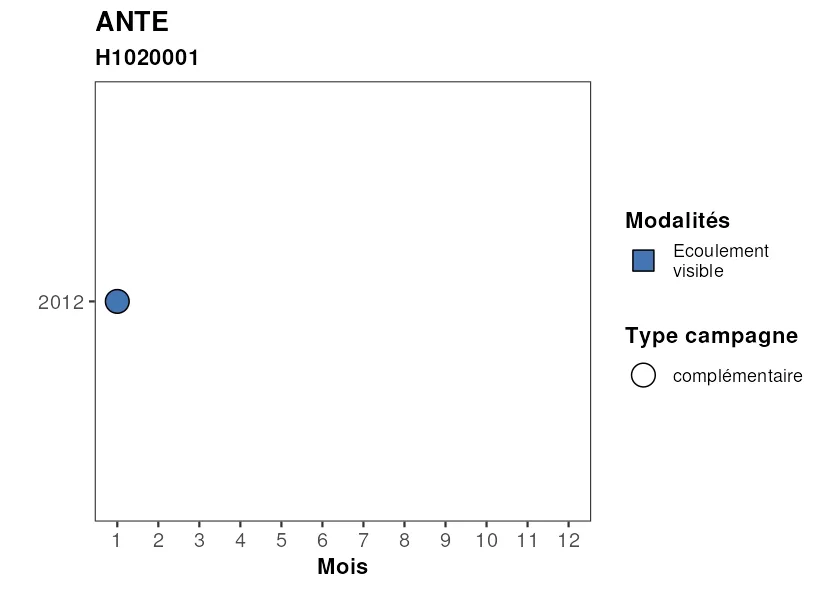 ANTE
H1020001
2012
1 2 3 4 5 6 7 8 9 10 11 12
Mois
Modalités
Ecoulement
visible
Type campagne
complémentaire